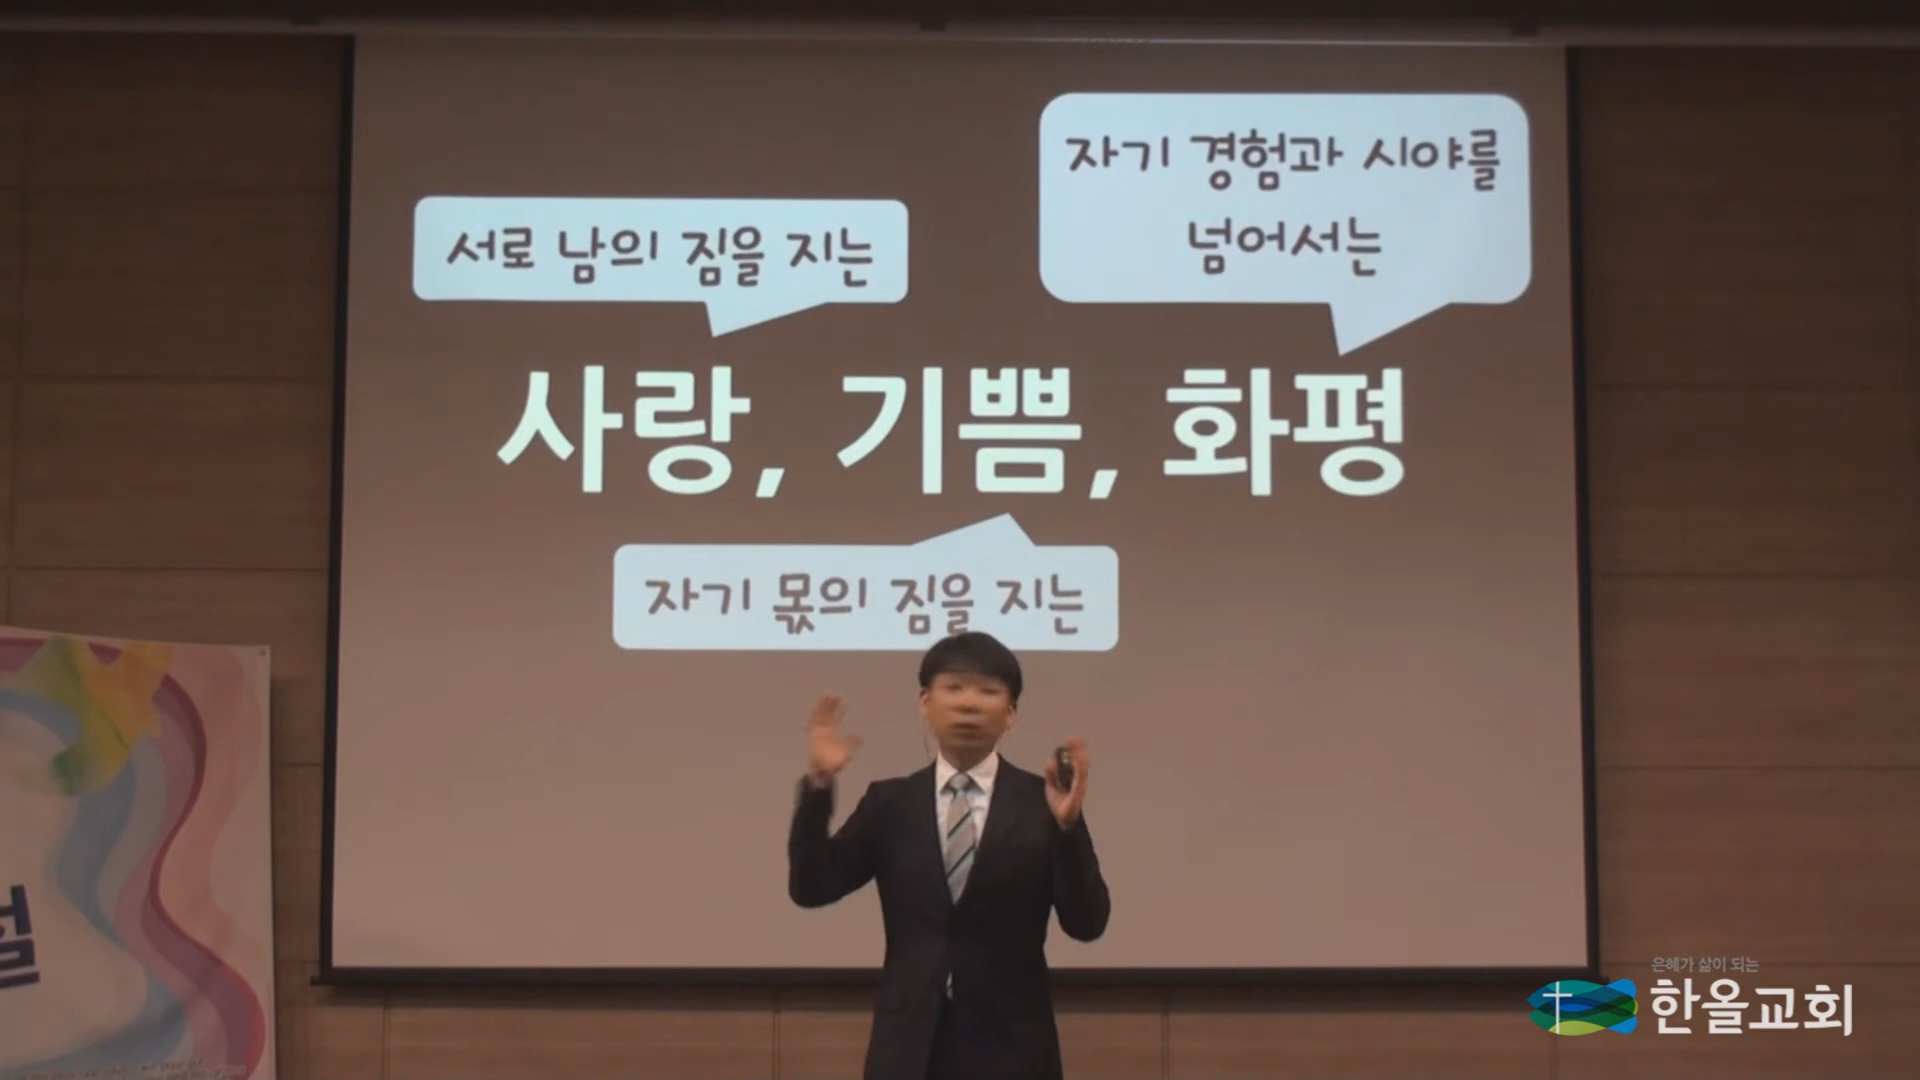 자기 경험과 시야를
넘어서는
서로 남의 짐을 지는
사랑, 기쁨, 화평
자기 몫의 짐을 지는
은혜가 삶이 되는
한올교회